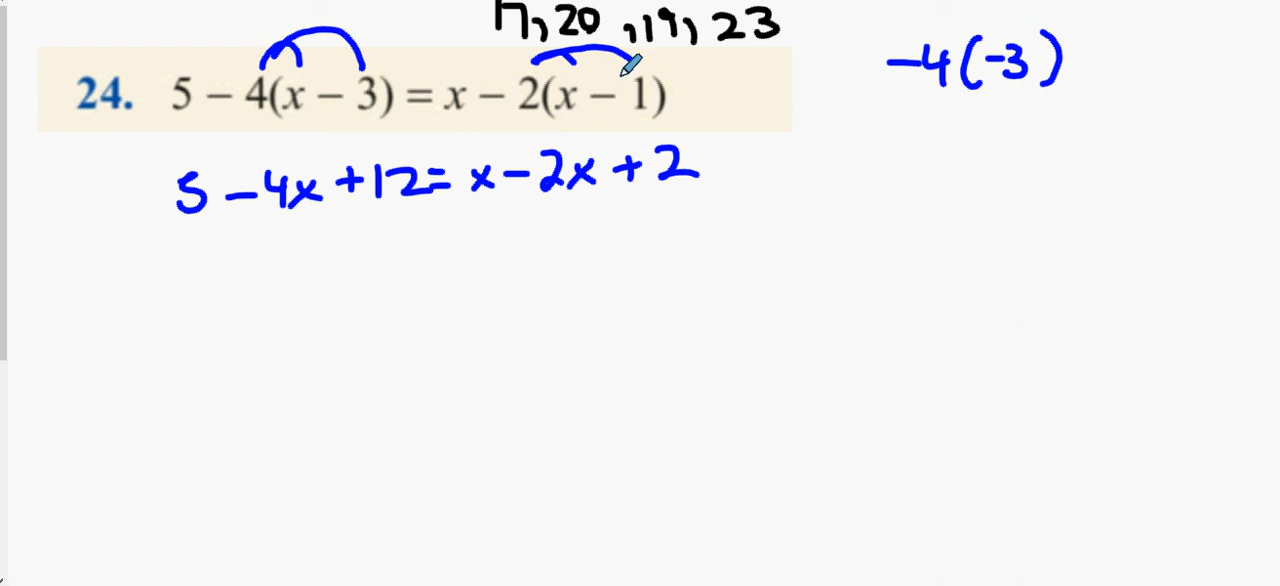 17, 20, 19, 23
-4(-3)
24. 5 − 4(x − 3) = x − 2(x − 1)
5 - 4x + 12 = x - 2x + 2